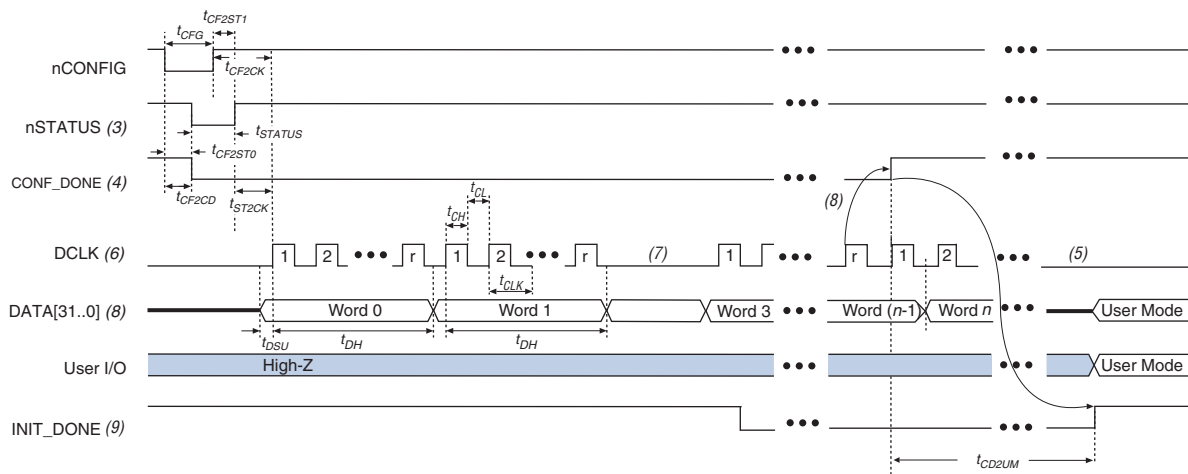 tCF2ST1
tCFG
nCONFIG
tCF2CK
nSTATUS (3)
tSTATUS
tCF2ST0
CONF_DONE (4)
tCF2CD
tST2CK
tCL
tCH
(8)
DCLK (6)
1 2 r 1 2 r (7) 1 r 1 2 (5)
tCLK
DATA[31..0] (8)
Word 0 Word 1 Word 3 Word (n-1) Word n User Mode
tDSU tDH tDH
User I/O High-Z User Mode
INIT_DONE (9)
tCD2UM